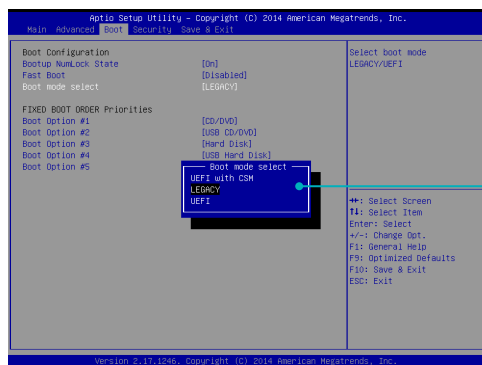 Aptio Setup Utility – Copyright (C) 2014 American Megatrends, Inc.
Main Advanced Boot Security Save & Exit
Boot Configuration
Bootup NumLock State [On]
Fast Boot [Disabled]
Boot mode select [LEGACY]
FIXED BOOT ORDER Priorities
Boot Option #1 [CD/DVD]
Boot Option #2 [USB CD/DVD]
Boot Option #3 [Hard Disk]
Boot Option #4 [USB Hard Disk]
Boot Option #5
Boot mode select
UEFI with CSM
LEGACY
UEFI
Select boot mode
LEGACY/UEFI
→←: Select Screen
↑↓: Select Item
Enter: Select
+/-: Change Opt.
F1: General Help
F9: Optimized Defaults
F10: Save & Exit
ESC: Exit
Version 2.17.1246. Copyright (C) 2014 American Megatrends, Inc.